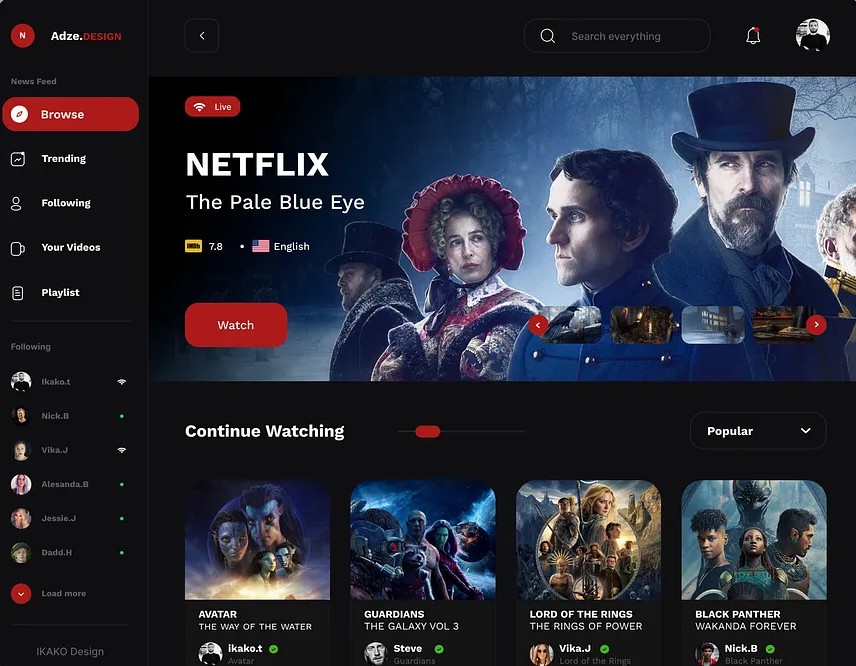 N
Adze.DESIGN
Search everything
News Feed
Browse
Trending
Following
Your Videos
Playlist
Following
Ikako.t
Nick.B
Vika.J
Alesanda.B
Jessie.J
Dadd.H
Load more
IKAKO Design
Live
NETFLIX
The Pale Blue Eye
IMDb 7.8 • English
Watch
Continue Watching
Popular
AVATAR
THE WAY OF THE WATER
ikako.t
Avatar
GUARDIANS
THE GALAXY VOL 3
Steve
Guardians
LORD OF THE RINGS
THE RINGS OF POWER
Vika.J
Lord of the Rings
BLACK PANTHER
WAKANDA FOREVER
Nick.B
Black Panther